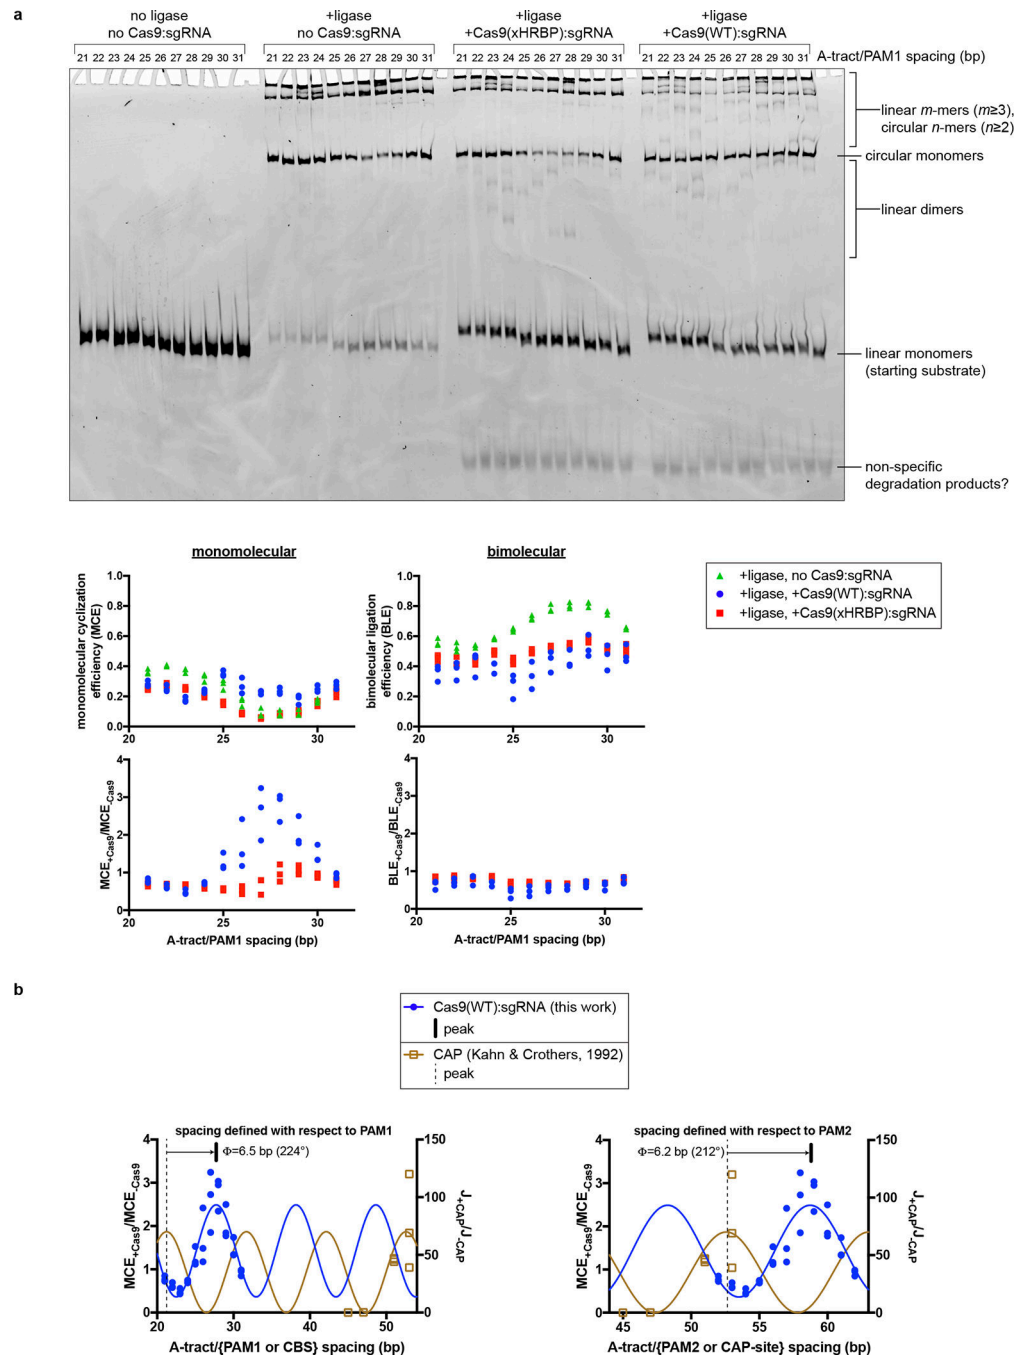 a
no ligase
no Cas9:sgRNA
+ligase
no Cas9:sgRNA
+ligase
+Cas9(xHRBP):sgRNA
+ligase
+Cas9(WT):sgRNA
21 22 23 24 25 26 27 28 29 30 31
21 22 23 24 25 26 27 28 29 30 31
21 22 23 24 25 26 27 28 29 30 31
21 22 23 24 25 26 27 28 29 30 31
A-tract/PAM1 spacing (bp)
linear m-mers (m≥3),
circular n-mers (n≥2)
circular monomers
linear dimers
linear monomers
(starting substrate)
non-specific
degradation products?
monomolecular
monomolecular cyclization
efficiency (MCE)
1.0
0.8
0.6
0.4
0.2
0.0
20 25 30
bimolecular
bimolecular ligation
efficiency (BLE)
1.0
0.8
0.6
0.4
0.2
0.0
20 25 30
+ligase, no Cas9:sgRNA
+ligase, +Cas9(WT):sgRNA
+ligase, +Cas9(xHRBP):sgRNA
MCE+Cas9/MCE-Cas9
4
3
2
1
0
20 25 30
A-tract/PAM1 spacing (bp)
BLE+Cas9/BLE-Cas9
4
3
2
1
0
20 25 30
A-tract/PAM1 spacing (bp)
b
Cas9(WT):sgRNA (this work)
peak
CAP (Kahn & Crothers, 1992)
peak
spacing defined with respect to PAM1
Φ=6.5 bp (224°)
MCE+Cas9/MCE-Cas9
4
3
2
1
0
150
100
50
0
J+CAP/J-CAP
20 30 40 50
A-tract/{PAM1 or CBS} spacing (bp)
spacing defined with respect to PAM2
Φ=6.2 bp (212°)
MCE+Cas9/MCE-Cas9
4
3
2
1
0
150
100
50
0
J+CAP/J-CAP
45 50 55 60
A-tract/{PAM2 or CAP-site} spacing (bp)